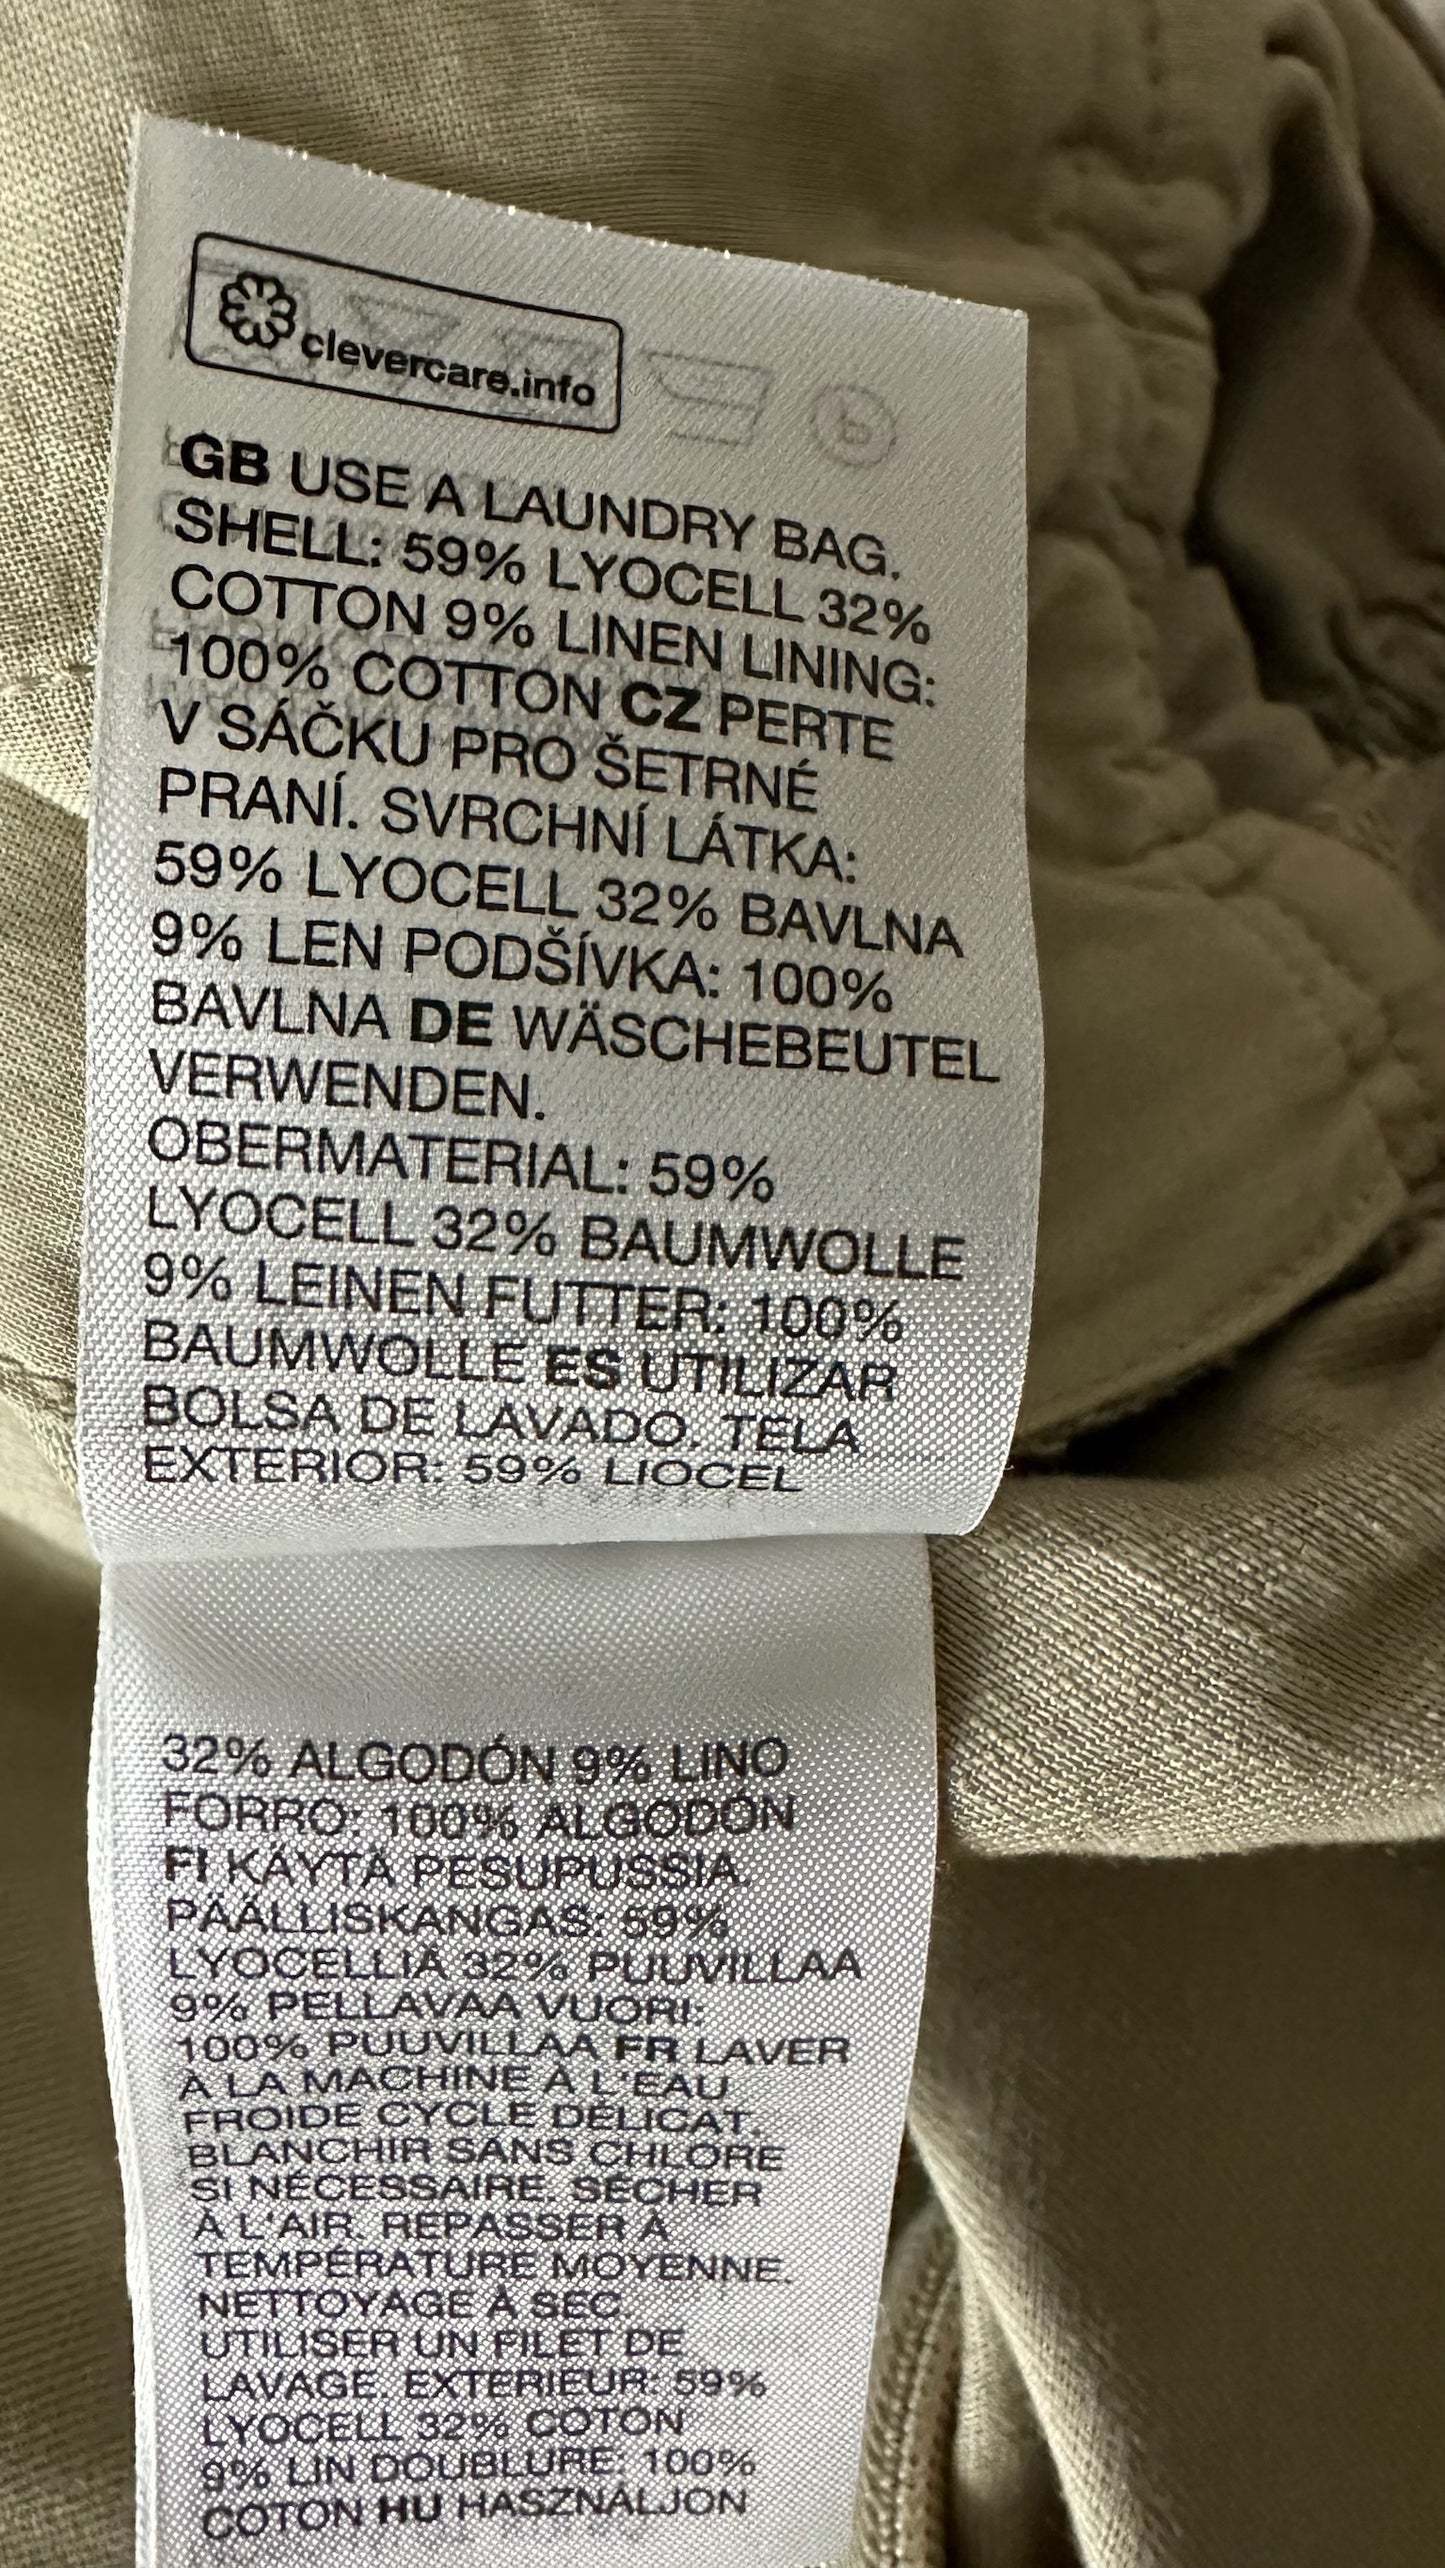 clevercare.info
GB USE A LAUNDRY BAG.
SHELL: 59% LYOCELL 32%
COTTON 9% LINEN LINING:
100% COTTON CZ PERTE
V SÁČKU PRO ŠETRNÉ
PRANÍ. SVRCHNÍ LÁTKA:
59% LYOCELL 32% BAVLNA
9% LEN PODŠÍVKA: 100%
BAVLNA DE WÄSCHEBEUTEL
VERWENDEN.
OBERMATERIAL: 59%
LYOCELL 32% BAUMWOLLE
9% LEINEN FUTTER: 100%
BAUMWOLLE ES UTILIZAR
BOLSA DE LAVADO. TELA
EXTERIOR: 59% LIOCEL
32% ALGODÓN 9% LINO
FORRO: 100% ALGODÓN
FI KÄYTÄ PESUPUSSIA.
PÄÄLLISKANGAS: 59%
LYOCELLIÄ 32% PUUVILLAA
9% PELLAVAA VUORI:
100% PUUVILLAA FR LAVER
À LA MACHINE À L'EAU
FROIDE CYCLE DÉLICAT.
BLANCHIR SANS CHLORE
SI NÉCESSAIRE. SÉCHER
À L'AIR. REPASSER À
TEMPÉRATURE MOYENNE.
NETTOYAGE À SEC.
UTILISER UN FILET DE
LAVAGE. EXTÉRIEUR: 59%
LYOCELL 32% COTON
9% LIN DOUBLURE: 100%
COTON HU HASZNÁLJON